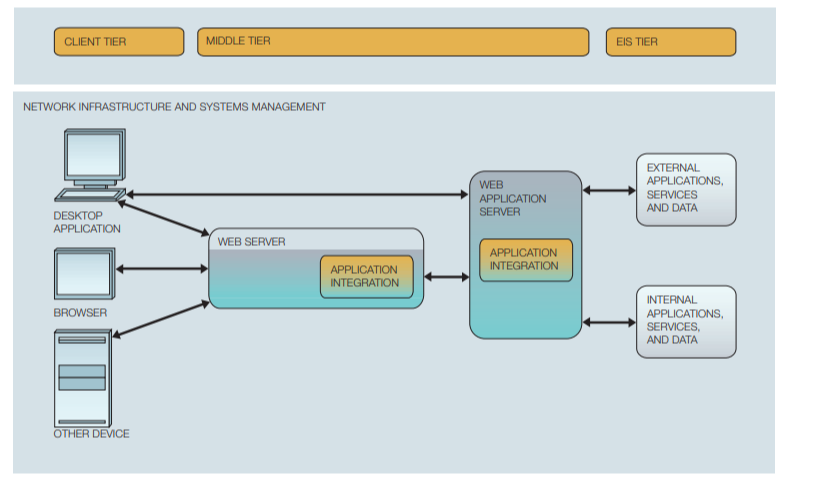 CLIENT TIER
MIDDLE TIER
EIS TIER
NETWORK INFRASTRUCTURE AND SYSTEMS MANAGEMENT
DESKTOP
APPLICATION
BROWSER
OTHER DEVICE
WEB SERVER
APPLICATION
INTEGRATION
WEB
APPLICATION
SERVER
APPLICATION
INTEGRATION
EXTERNAL
APPLICATIONS,
SERVICES
AND DATA
INTERNAL
APPLICATIONS,
SERVICES,
AND DATA